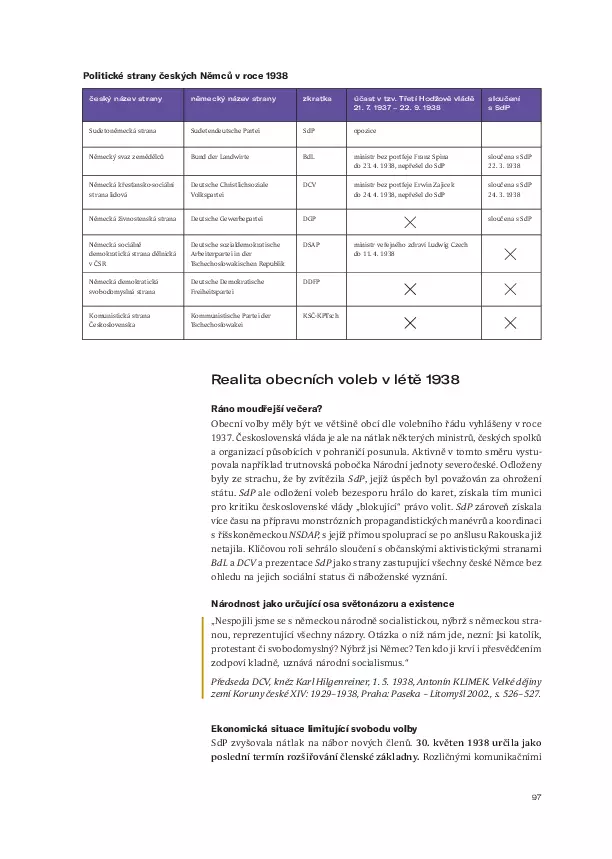 Politické strany českých Němců v roce 1938
český název strany německý název strany zkratka účast v tzv. Třetí Hodžově vládě sloučení
21. 7. 1937 – 22. 9. 1938 s SdP
Sudetoněmecká strana Sudetendeutsche Partei SdP opozice
Německý svaz zemědělců Bund der Landwirte BdL ministr bez portfeje Franz Spina sloučena s SdP
do 23. 4. 1938, nepřešel do SdP 22. 3. 1938
Německá křesťansko-sociální Deutsche Christlichsoziale DCV ministr bez portfeje Erwin Zajicek sloučena s SdP
strana lidová Volkspartei do 24. 4. 1938, nepřešel do SdP 24. 3. 1938
Německá živnostenská strana Deutsche Gewerbepartei DGP sloučena s SdP
Německá sociálně Deutsche sozialdemokratische DSAP ministr veřejného zdraví Ludwig Czech
demokratická strana dělnická Arbeiterpartei in der do 11. 4. 1938
v ČSR Tschechoslowakischen Republik
Německá demokratická Deutsche Demokratische DDFP
svobodomyslná strana Freiheitspartei
Komunistická strana Kommunistische Partei der KSČ-KPTsch
Československa Tschechoslowakei
Realita obecních voleb v létě 1938
Ráno moudřejší večera?
Obecní volby měly být ve většině obcí dle volebního řádu vyhlášeny v roce
1937. Československá vláda je ale na nátlak některých ministrů, českých spolků
a organizací působících v pohraničí posunula. Aktivně v tomto směru vystu-
povala například trutnovská pobočka Národní jednoty severočeské. Odloženy
byly ze strachu, že by zvítězila SdP, jejíž úspěch byl považován za ohrožení
státu. SdP ale odložení voleb bezesporu hrálo do karet, získala tím munici
pro kritiku československé vlády „blokující“ právo volit. SdP zároveň získala
více času na přípravu monstrózních propagandistických manévrů a koordinaci
s říšskoněmeckou NSDAP, s jejíž přímou spoluprací se po anšlusu Rakouska již
netajila. Klíčovou roli sehrálo sloučení s občanskými aktivistickými stranami
BdL a DCV a prezentace SdP jako strany zastupující všechny české Němce bez
ohledu na jejich sociální status či náboženské vyznání.
Národnost jako určující osa světonázoru a existence
„Nespojili jsme se s německou národně socialistickou, nýbrž s německou stra-
nou, reprezentující všechny názory. Otázka o níž nám jde, nezní: Jsi katolík,
protestant či svobodomyslný? Nýbrž jsi Němec? Ten kdo ji krví i přesvědčením
zodpoví kladně, uznává národní socialismus.“
Předseda DCV, kněz Karl Hilgenreiner, 1. 5. 1938, Antonín KLIMEK. Velké dějiny
zemí Koruny české XIV: 1929–1938, Praha: Paseka – Litomyšl 2002., s. 526–527.
Ekonomická situace limitující svobodu volby
SdP zvyšovala nátlak na nábor nových členů. 30. květen 1938 určila jako
poslední termín rozšiřování členské základny. Rozličnými komunikačními
97